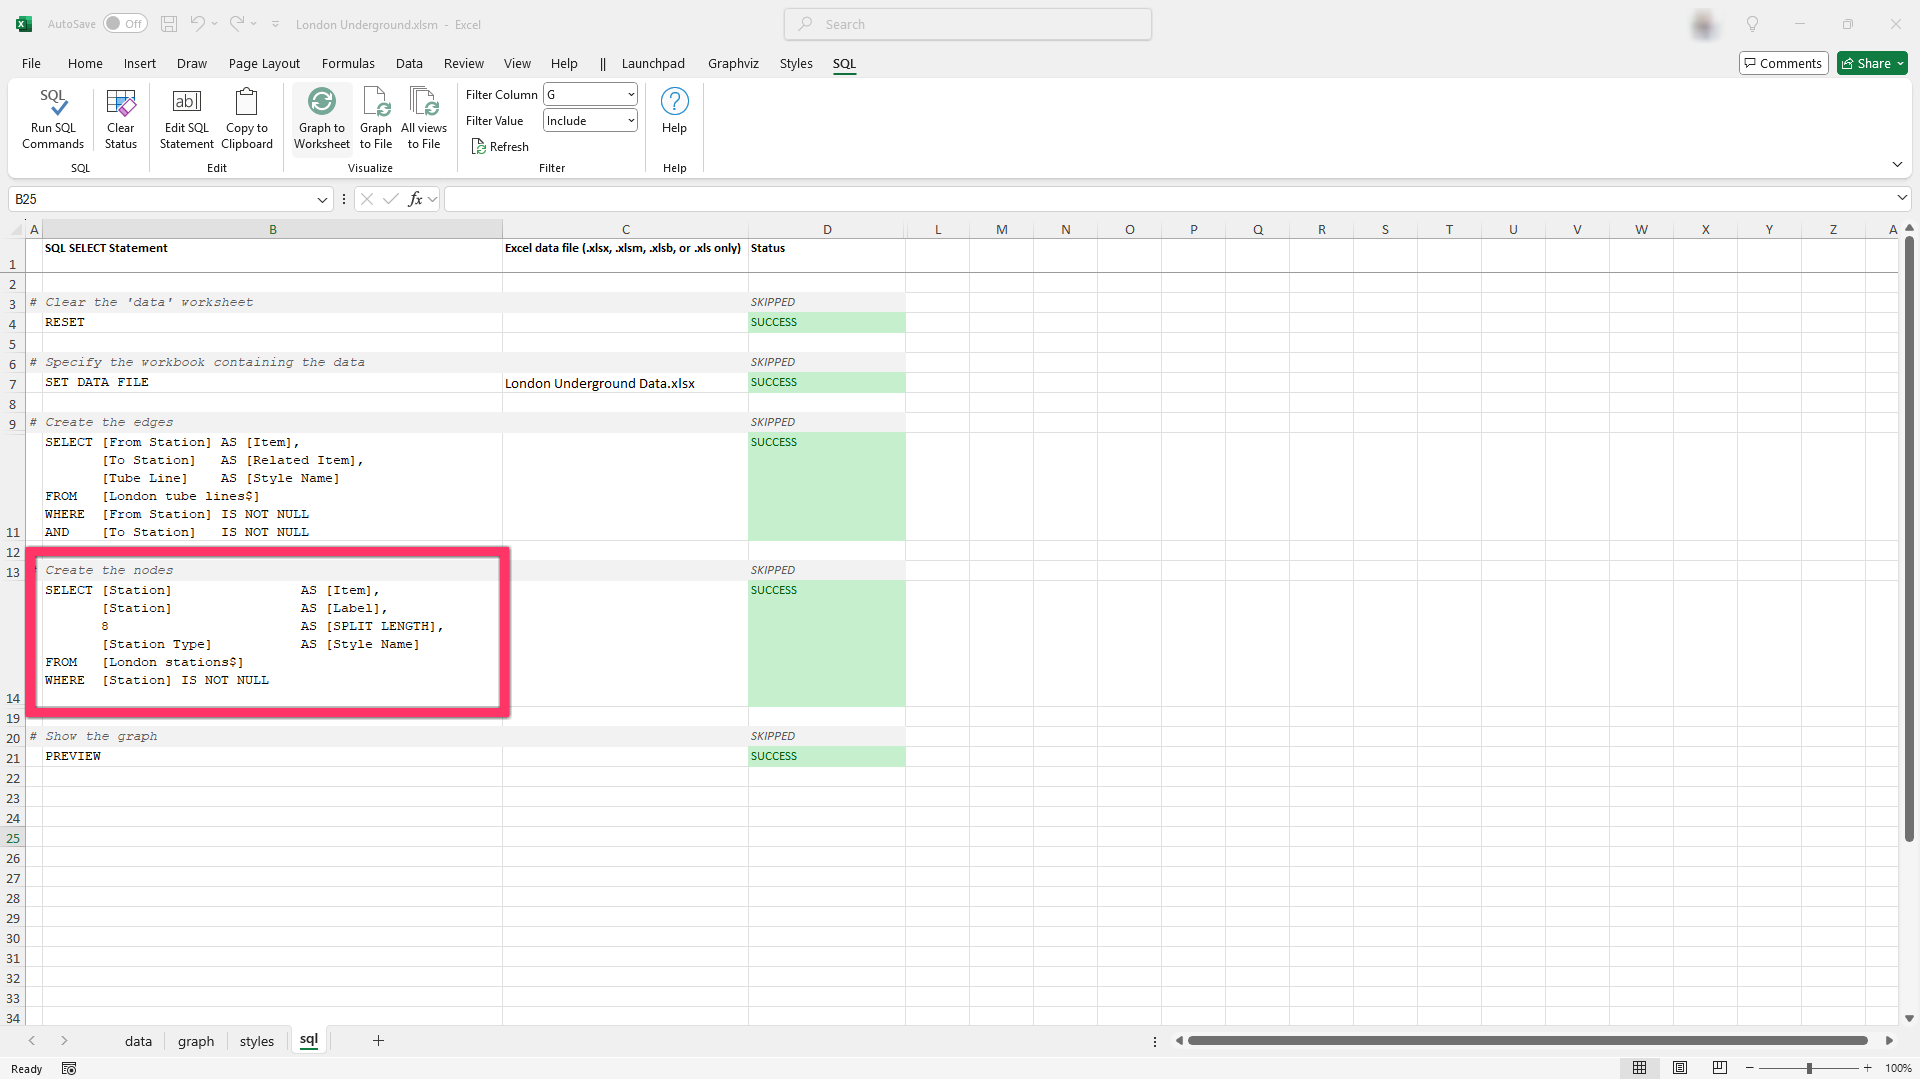 AutoSave Off London Underground.xlsm - Excel Search
File Home Insert Draw Page Layout Formulas Data Review View Help || Launchpad Graphviz Styles SQL Comments Share
SQL Run SQL Commands
Clear Status
SQL
ab| Edit SQL Statement
Copy to Clipboard
Edit
Graph to Worksheet
Graph to File
All views to File
Visualize
Filter Column G
Filter Value Include
Refresh
Filter
? Help
Help
B25 fx
A B C D L M N O P Q R S T U V W X Y Z A
1 SQL SELECT Statement Excel data file (.xlsx, .xlsm, .xlsb, or .xls only) Status
2
3 # Clear the 'data' worksheet SKIPPED
4 RESET SUCCESS
5
6 # Specify the workbook containing the data SKIPPED
7 SET DATA FILE London Underground Data.xlsx SUCCESS
8
9 # Create the edges SKIPPED
SELECT [From Station] AS [Item], SUCCESS
[To Station] AS [Related Item],
[Tube Line] AS [Style Name]
FROM [London tube lines$]
WHERE [From Station] IS NOT NULL
11 AND [To Station] IS NOT NULL
12
13 Create the nodes SKIPPED
SELECT [Station] AS [Item], SUCCESS
[Station] AS [Label],
8 AS [SPLIT LENGTH],
[Station Type] AS [Style Name]
FROM [London stations$]
WHERE [Station] IS NOT NULL
14
19
20 # Show the graph SKIPPED
21 PREVIEW SUCCESS
22
23
24
25
26
27
28
29
30
31
32
33
34
data graph styles sql +
Ready 100%